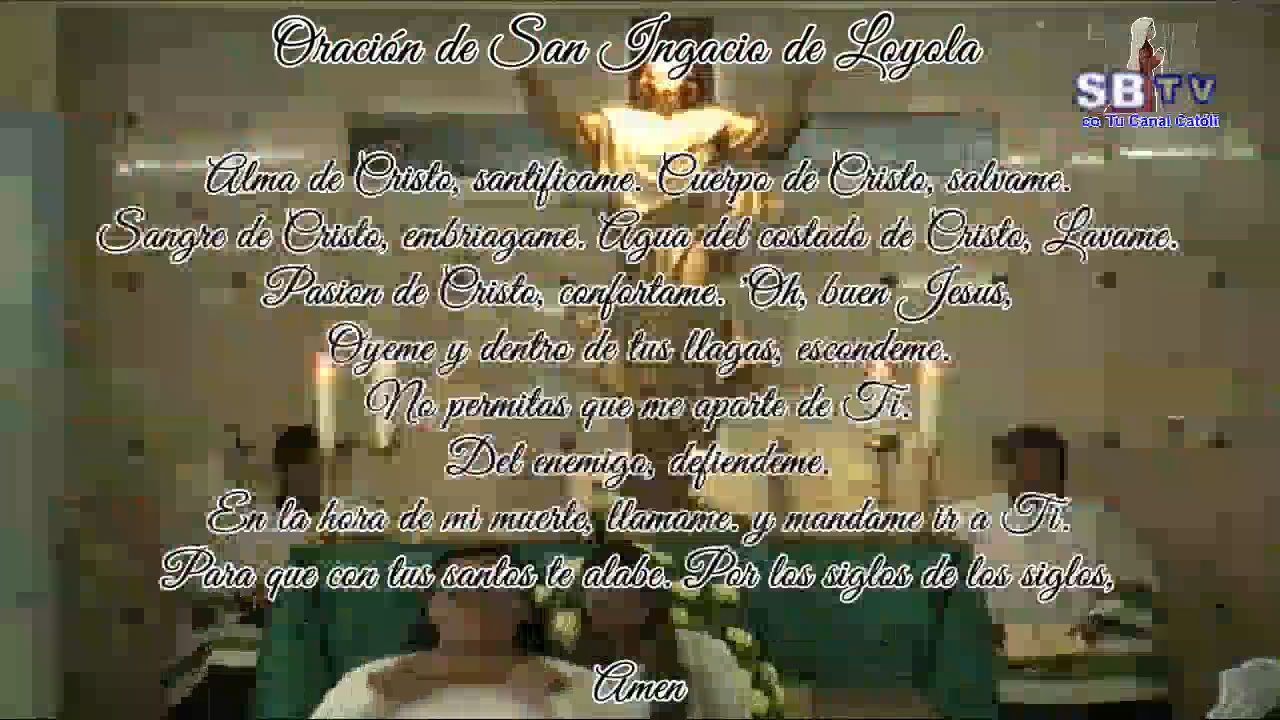 Oración de San Ingacio de Loyola
SBTV
co. Tu Canal Católi
Alma de Cristo, santificame. Cuerpo de Cristo, salvame.
Sangre de Cristo, embriagame. Agua del costado de Cristo, Lavame.
Pasion de Cristo, confortame. 'Oh, buen Jesus,
Oyeme y dentro de tus llagas, escondeme.
No permitas que me aparte de Ti.
Del enemigo, defiendeme.
En la hora de mi muerte, llamame. y mandame ir a Ti.
Para que con tus santos te alabe. Por los siglos de los siglos,
Amen